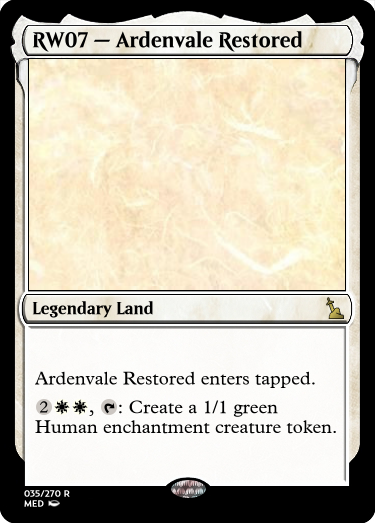 RW07 — Ardenvale Restored
Legendary Land
Ardenvale Restored enters tapped.
2, : Create a 1/1 green
Human enchantment creature token.
035/270 R
MED